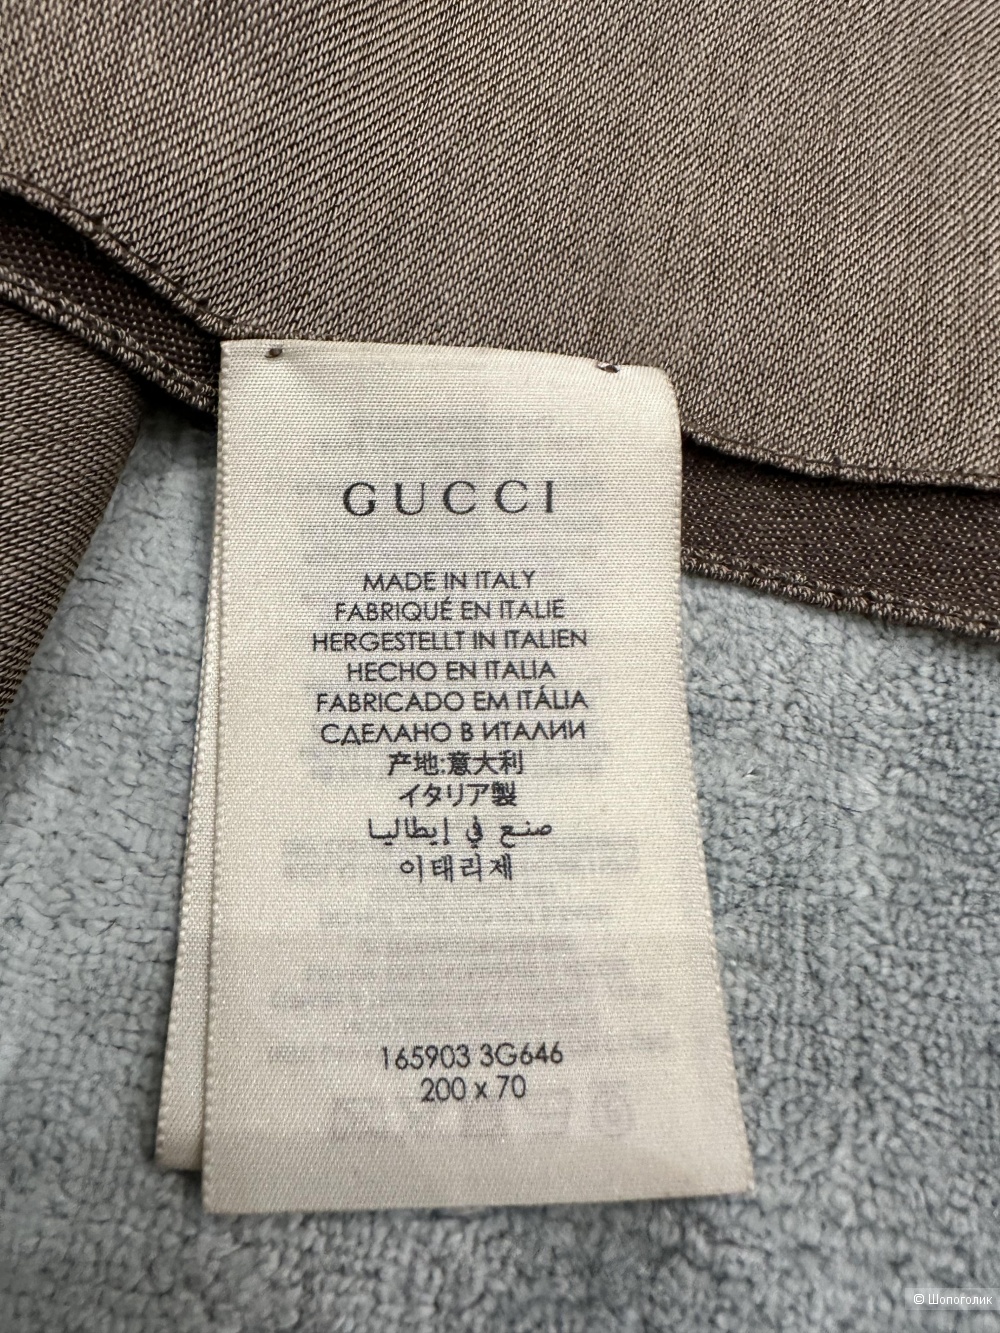 GUCCI
MADE IN ITALY
FABRIQUÉ EN ITALIE
HERGESTELLT IN ITALIEN
HECHO EN ITALIA
FABRICADO EM ITÁLIA
СДЕЛАНО В ИТАЛИИ
产地:意大利
イタリア製
صنع في إيطاليا
이태리제
165903 3G646
200 x 70
© Шопоголик